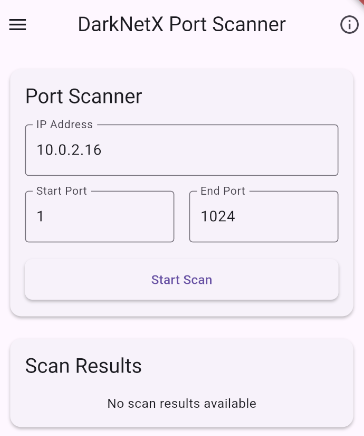 DarkNetX Port Scanner
Port Scanner
IP Address
10.0.2.16
Start Port
End Port
1
1024
Start Scan
Scan Results
No scan results available